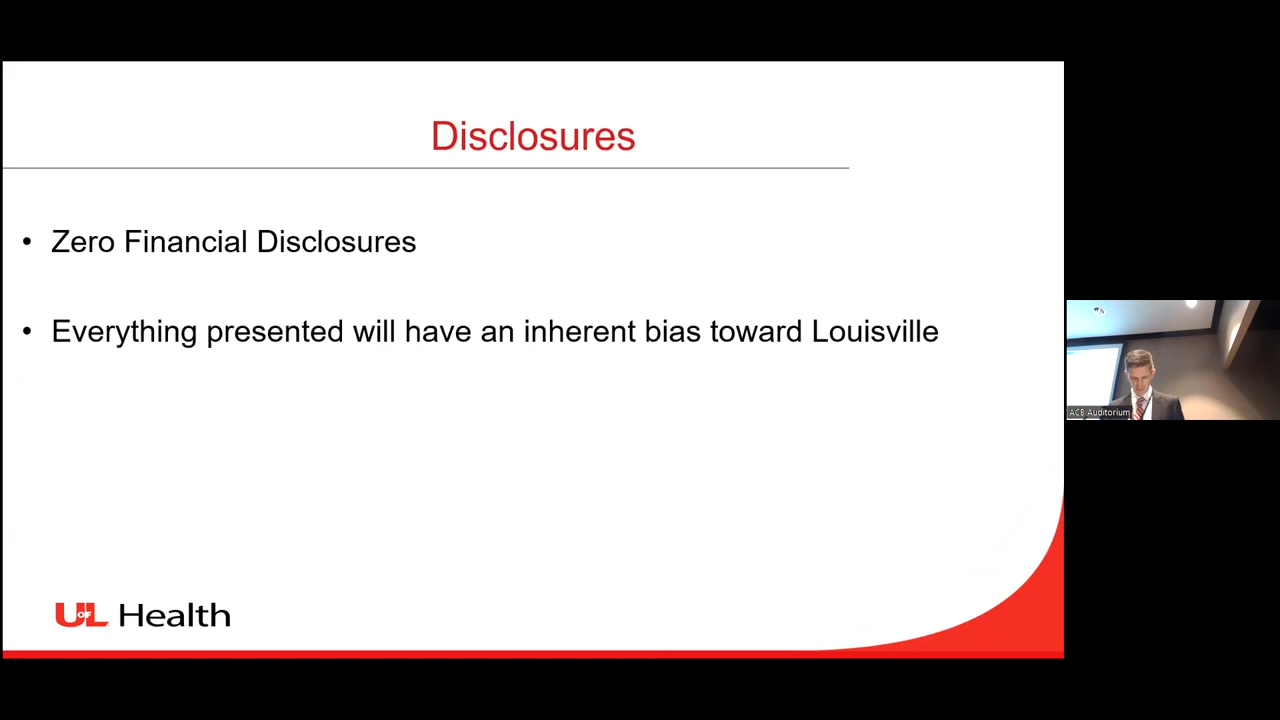 Disclosures
• Zero Financial Disclosures
• Everything presented will have an inherent bias toward Louisville
UOFL Health
ACB Auditorium